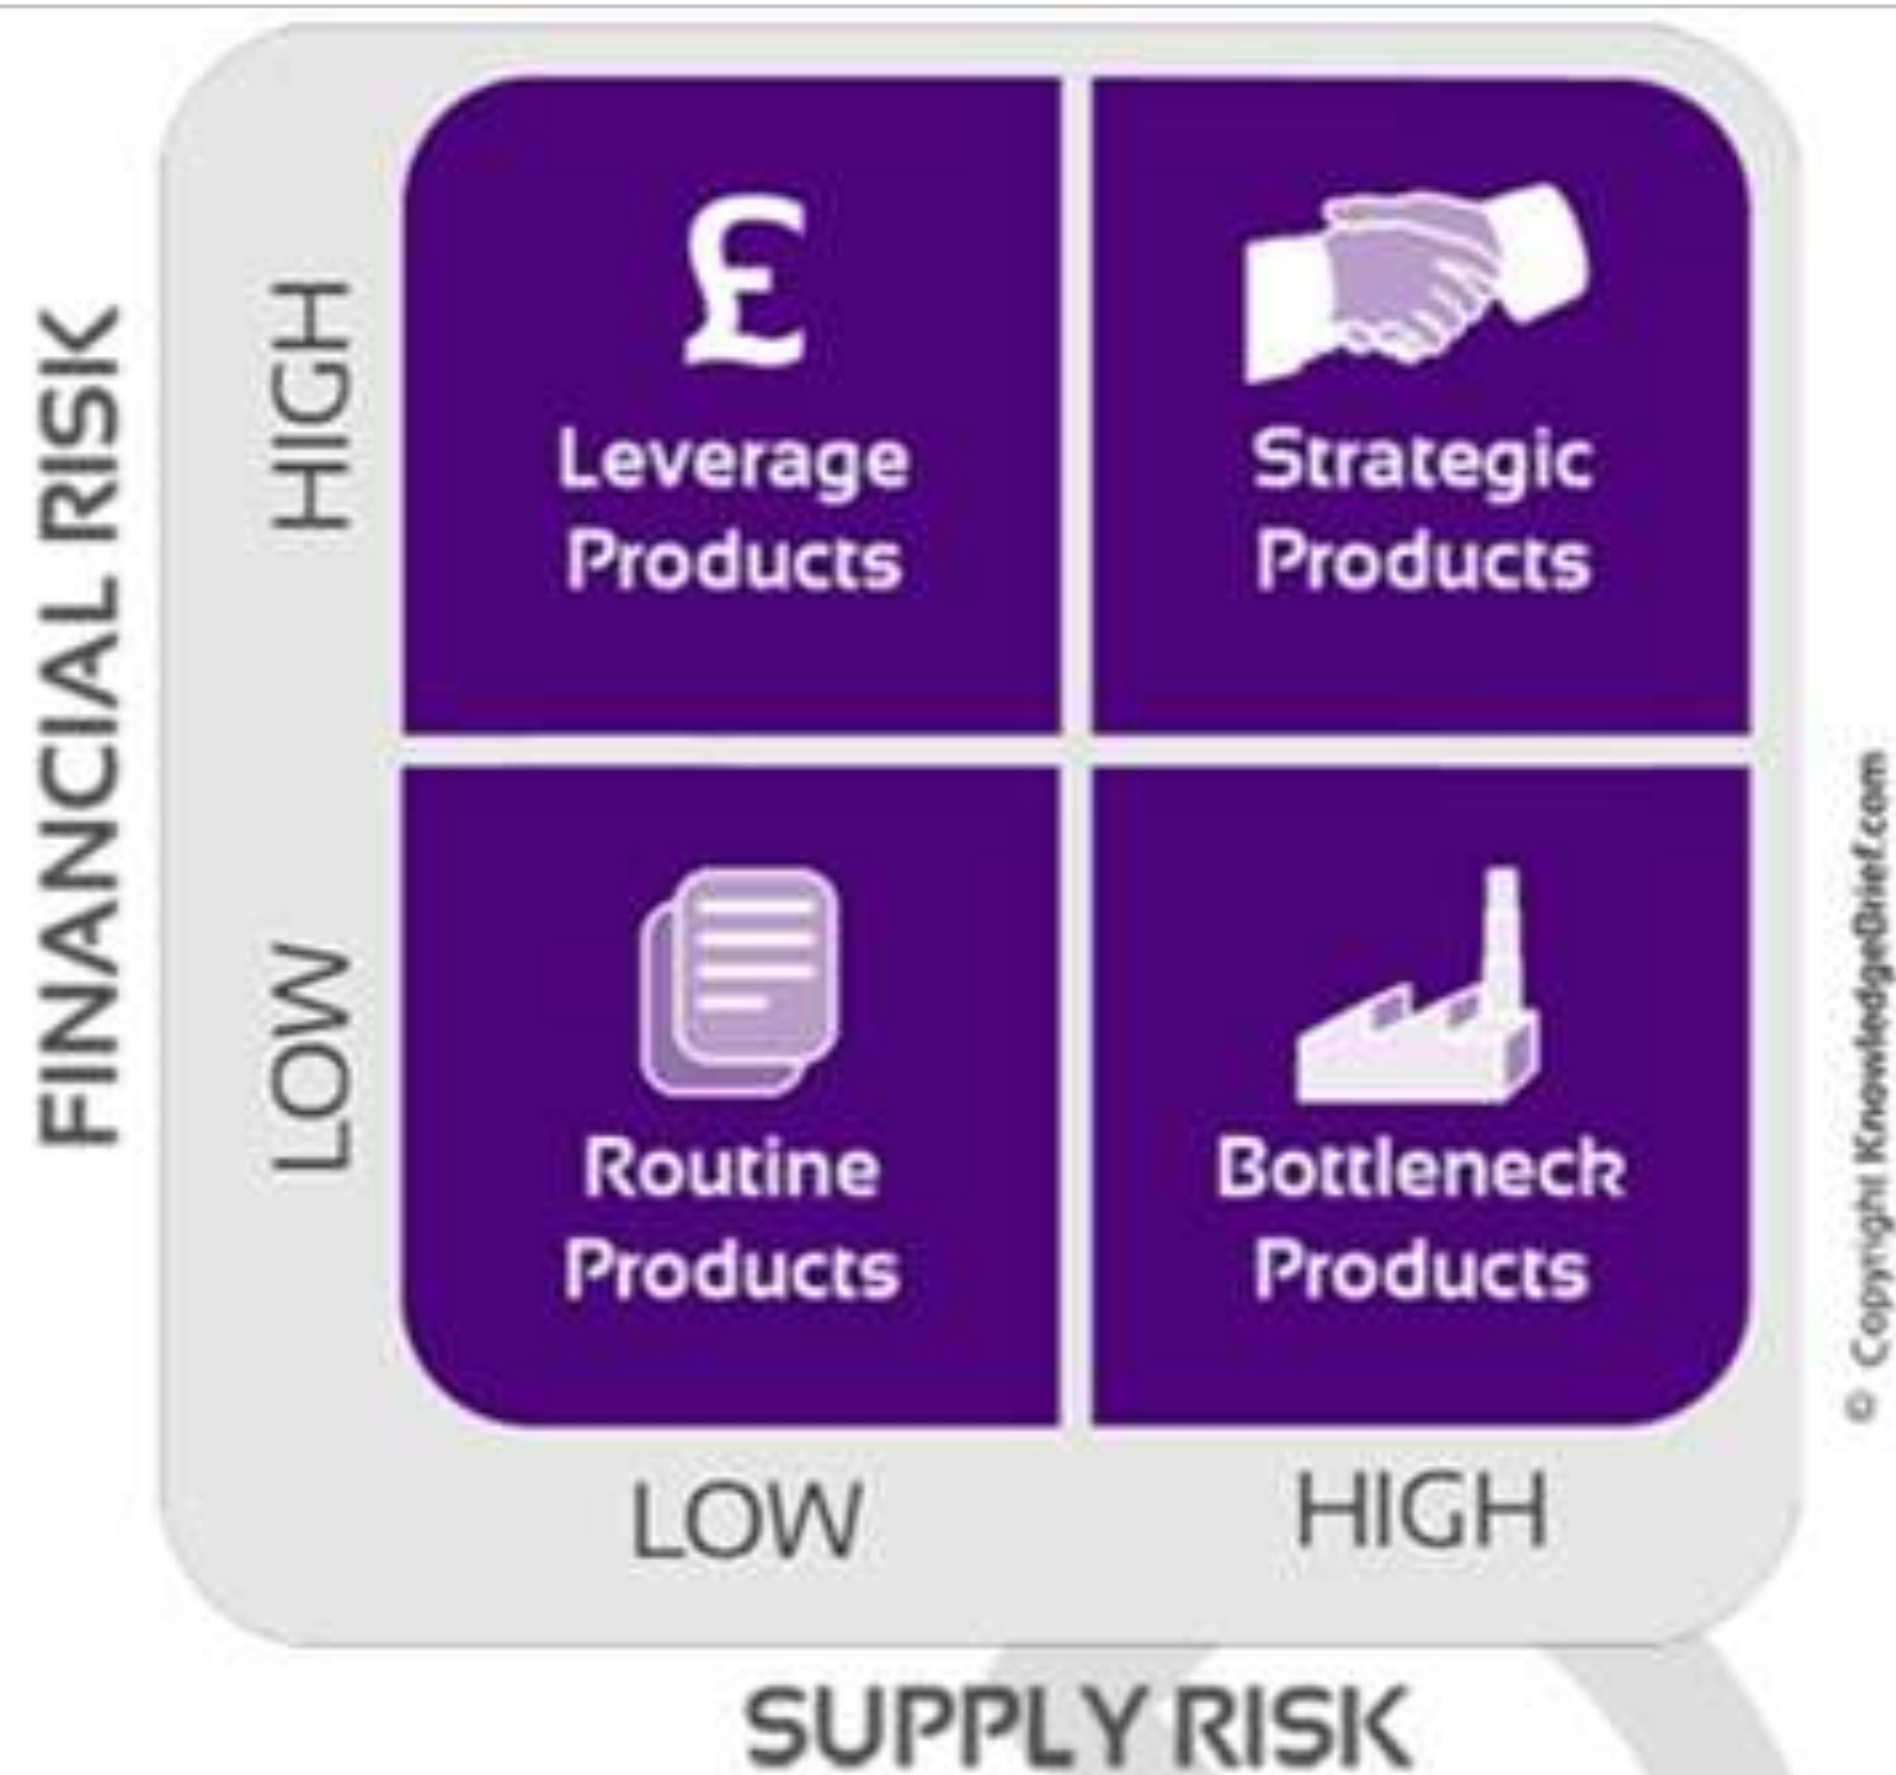 FINANCIAL RISK
HIGH
LOW
£
Leverage
Products
Strategic
Products
Routine
Products
Bottleneck
Products
LOW
HIGH
SUPPLY RISK
© Copyright KnowledgeBrief.com